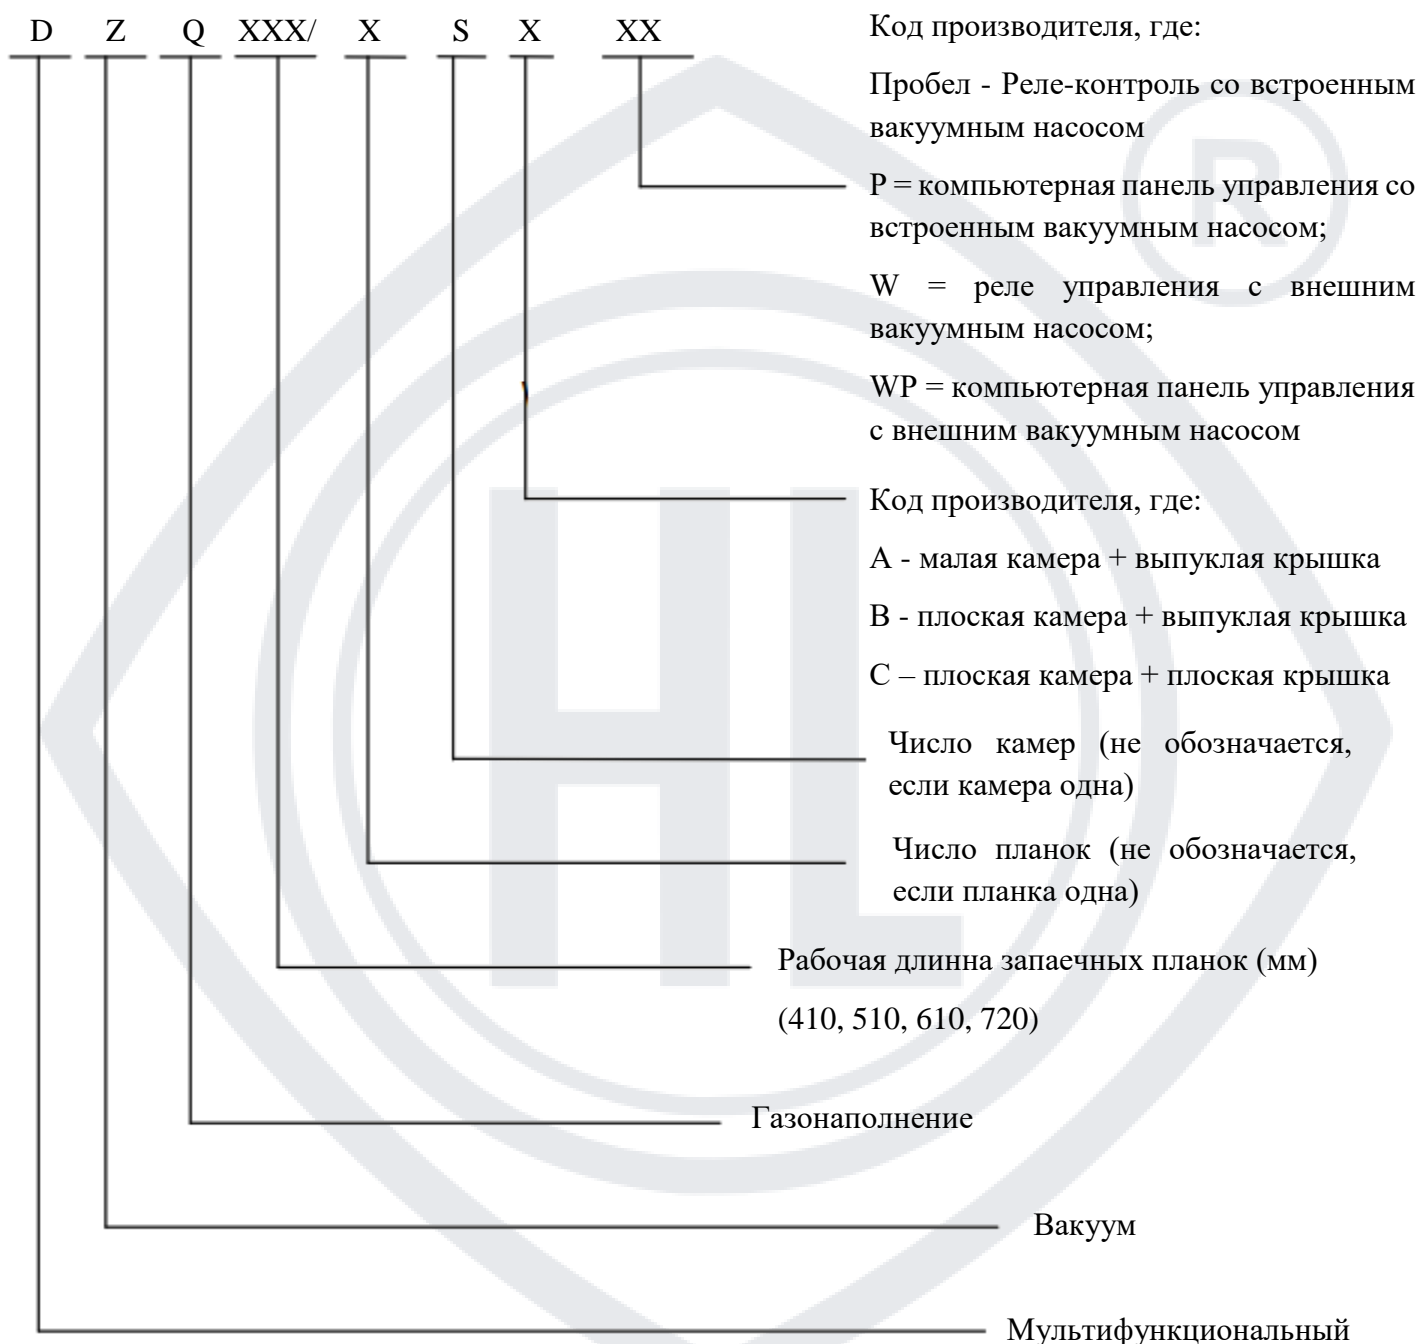 D Z Q XXX/ X S X XX
Код производителя, где:
Пробел - Реле-контроль со встроенным
вакуумным насосом
P = компьютерная панель управления со
встроенным вакуумным насосом;
W = реле управления с внешним
вакуумным насосом;
WP = компьютерная панель управления
с внешним вакуумным насосом
Код производителя, где:
A - малая камера + выпуклая крышка
B - плоская камера + выпуклая крышка
C – плоская камера + плоская крышка
Число камер (не обозначается,
если камера одна)
Число планок (не обозначается,
если планка одна)
Рабочая длинна запаечных планок (мм)
(410, 510, 610, 720)
Газонаполнение
Вакуум
Мультифункциональный
HL
R